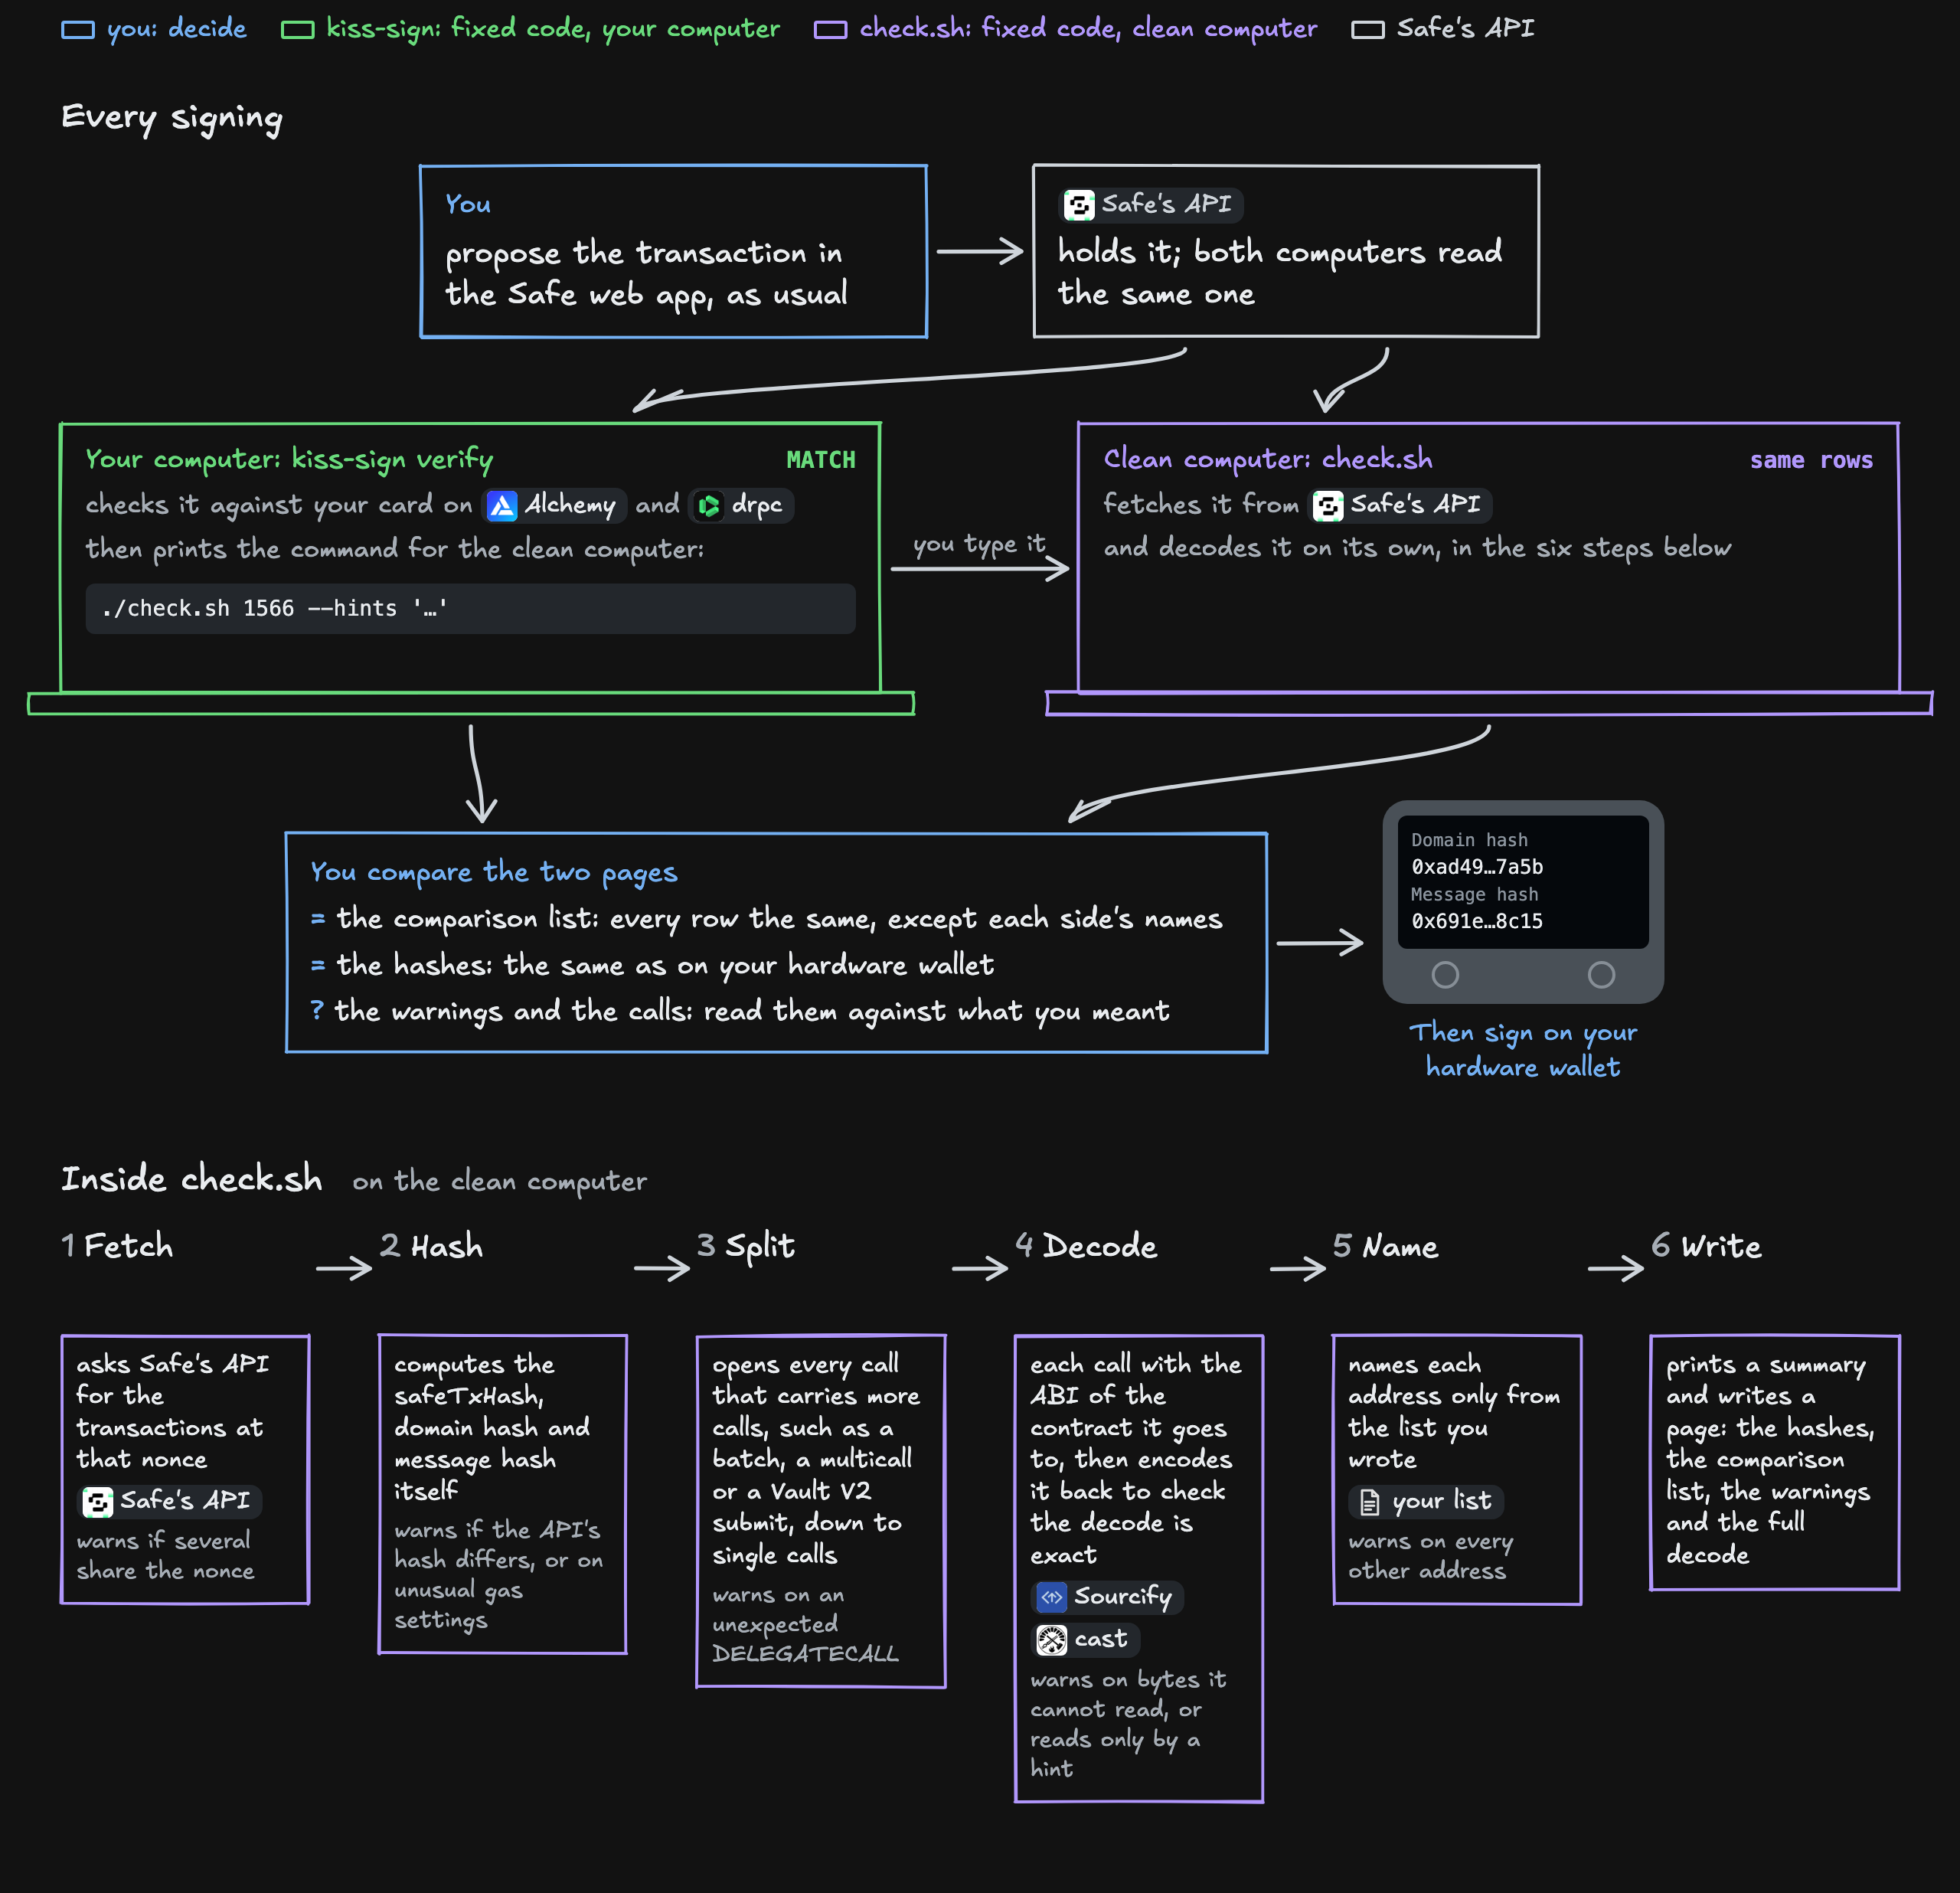 you: decide
kiss-sign: fixed code, your computer
check.sh: fixed code, clean computer
Safe's API
Every signing
You
propose the transaction in
the Safe web app, as usual
Safe's API
holds it; both computers read
the same one
Your computer: kiss-sign verify
MATCH
checks it against your card on Alchemy and drpc
then prints the command for the clean computer:
./check.sh 1566 --hints '…'
you type it
Clean computer: check.sh
same rows
fetches it from Safe's API
and decodes it on its own, in the six steps below
You compare the two pages
= the comparison list: every row the same, except each side's names
= the hashes: the same as on your hardware wallet
? the warnings and the calls: read them against what you meant
Domain hash
0xad49…7a5b
Message hash
0x691e…8c15
Then sign on your
hardware wallet
Inside check.sh on the clean computer
1 Fetch
asks Safe's API
for the
transactions at
that nonce
Safe's API
warns if several
share the nonce
2 Hash
computes the
safeTxHash,
domain hash and
message hash
itself
warns if the API's
hash differs, or on
unusual gas
settings
3 Split
opens every call
that carries more
calls, such as a
batch, a multicall
or a Vault V2
submit, down to
single calls
warns on an
unexpected
DELEGATECALL
4 Decode
each call with the
ABI of the
contract it goes
to, then encodes
it back to check
the decode is
exact
Sourcify
cast
warns on bytes it
cannot read, or
reads only by a
hint
5 Name
names each
address only from
the list you
wrote
your list
warns on every
other address
6 Write
prints a summary
and writes a
page: the hashes,
the comparison
list, the warnings
and the full
decode